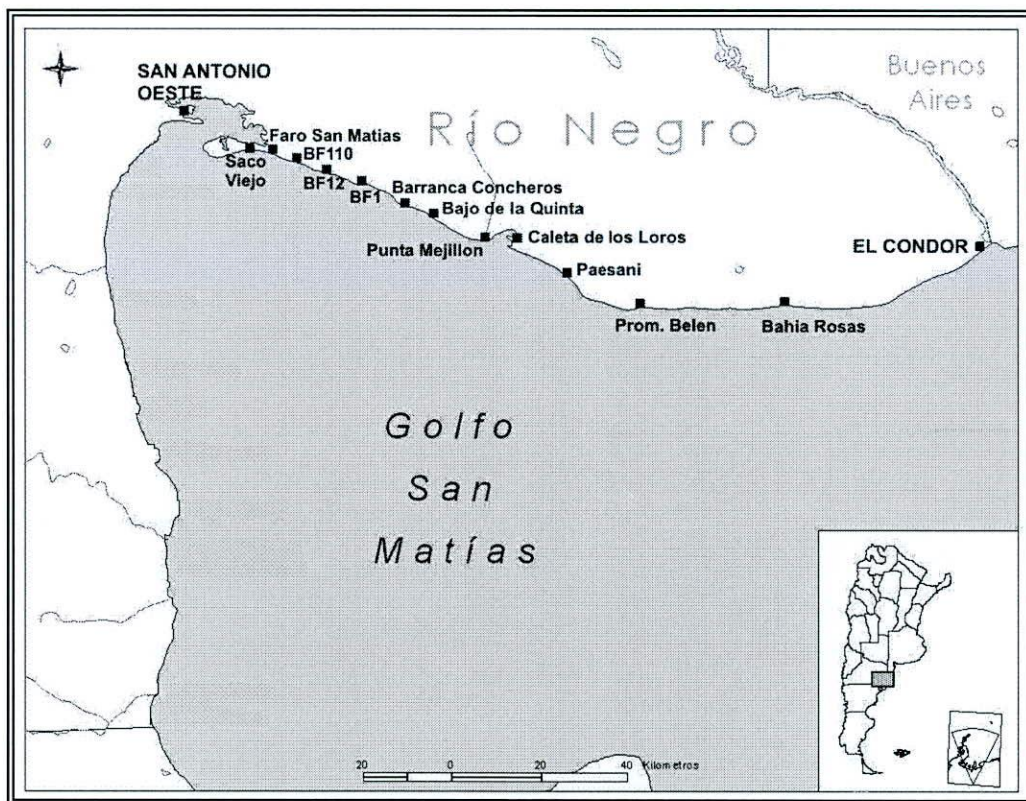 SAN ANTONIO
OESTE
Buenos
Aires
Río Negro
Faro San Matias
Saco
Viejo
BF110
BF12
BF1
Barranca Concheros
Bajo de la Quinta
Punta Mejillon
Caleta de los Loros
EL CONDOR
Paesani
Prom. Belen
Bahia Rosas
Golfo
San
Matías
20 0 20 40 Kilometros